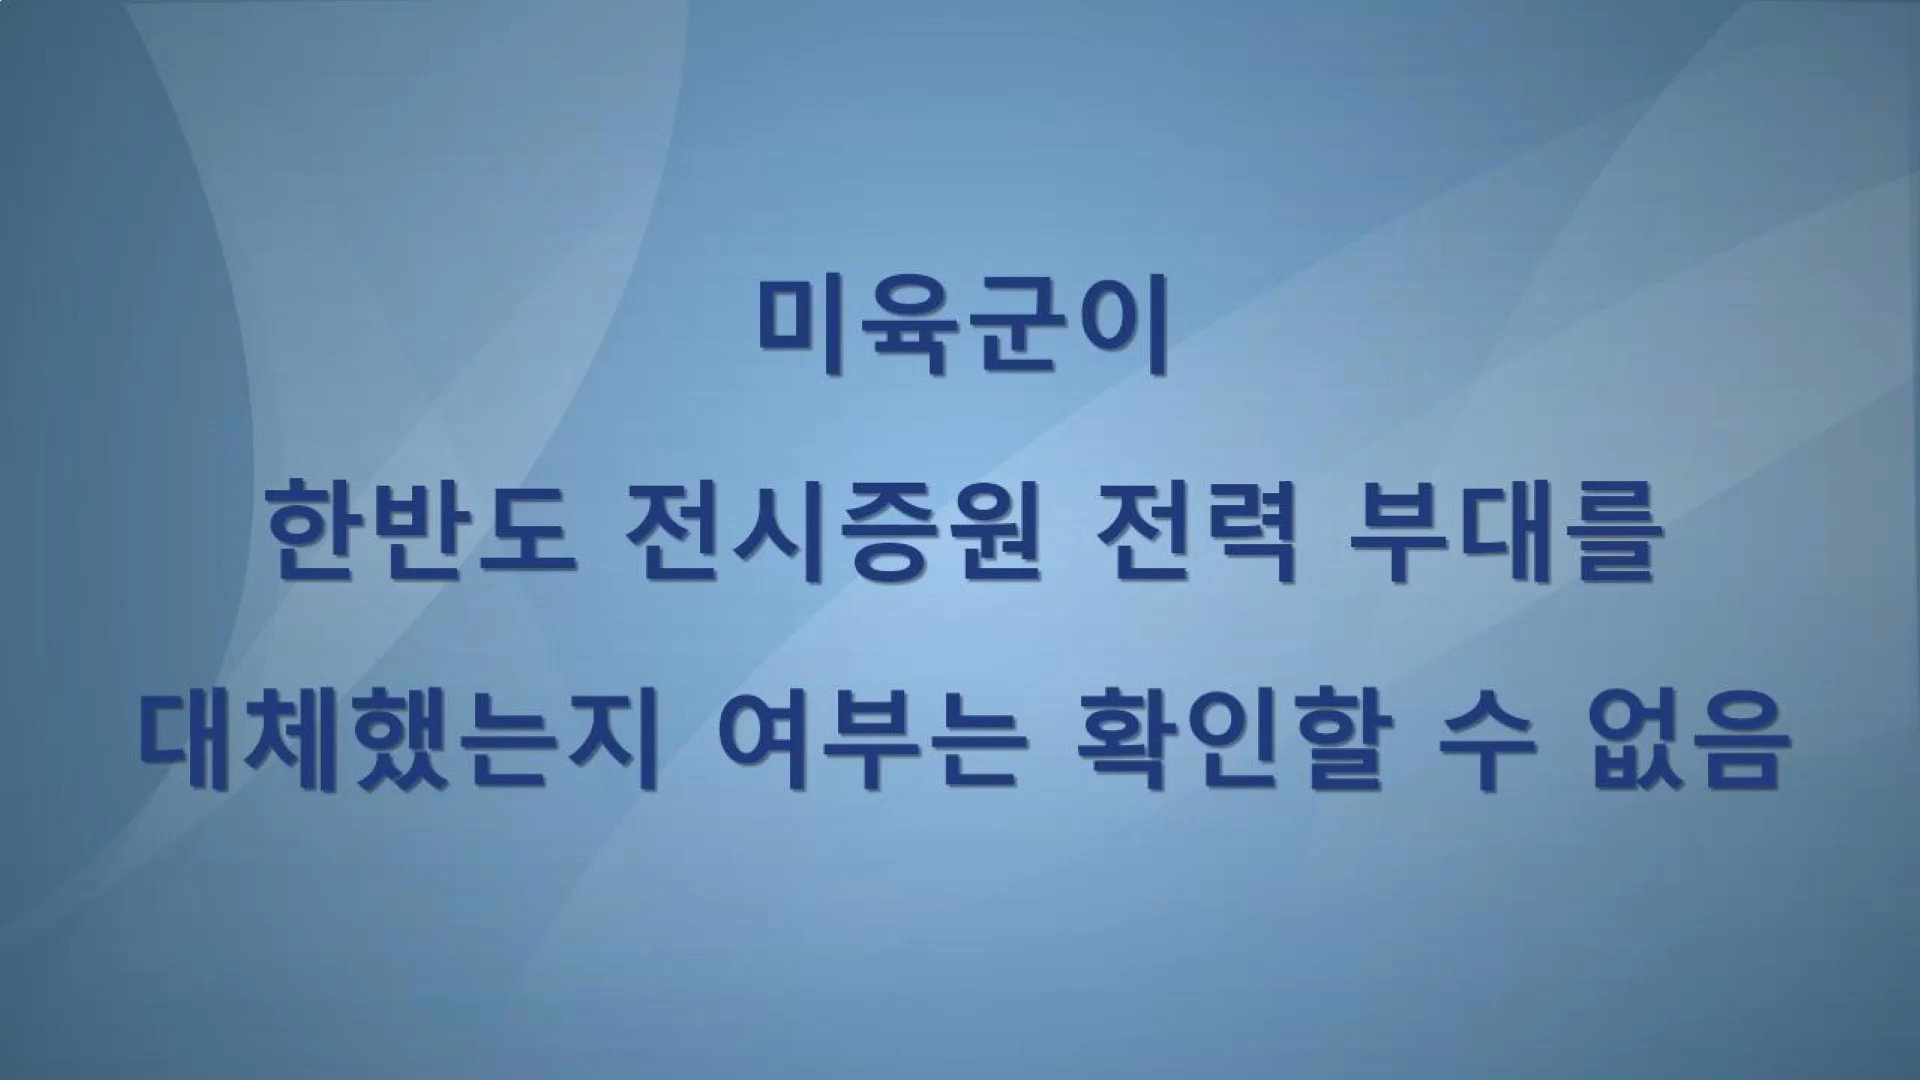 미육군이
한반도 전시증원 전력 부대를
대체했는지 여부는 확인할 수 없음